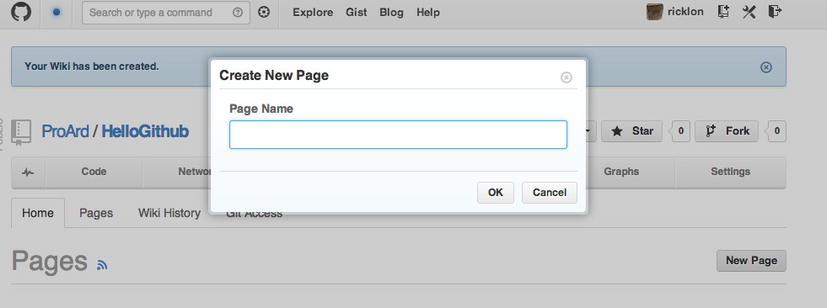 Search or type a command
Explore Gist Blog Help
ricklon
Your Wiki has been created.
Create New Page
Page Name
OK Cancel
ProArd / HelloGithub
Star 0 Fork 0
Code Graphs Settings
Home Pages Wiki History Git Access
Pages
New Page